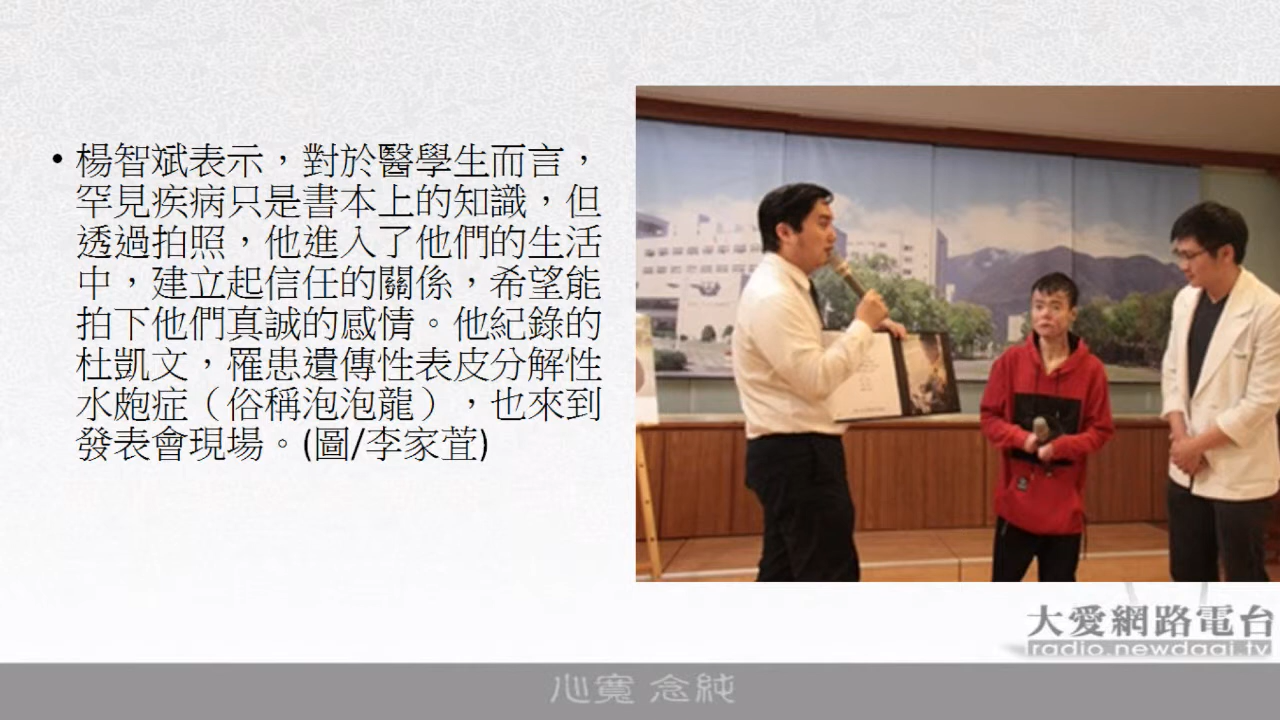 • 楊智斌表示，對於醫學生而言，
罕見疾病只是書本上的知識，但
透過拍照，他進入了他們的生活
中，建立起信任的關係，希望能
拍下他們真誠的感情。他紀錄的
杜凱文，罹患遺傳性表皮分解性
水皰症（俗稱泡泡龍），也來到
發表會現場。(圖/李家萓)
大愛網路電台
radio.newdaai.tv
心寬 念純